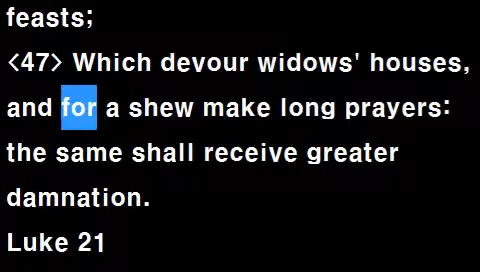 feasts;
<47> Which devour widows' houses,
and for a shew make long prayers:
the same shall receive greater
damnation.
Luke 21